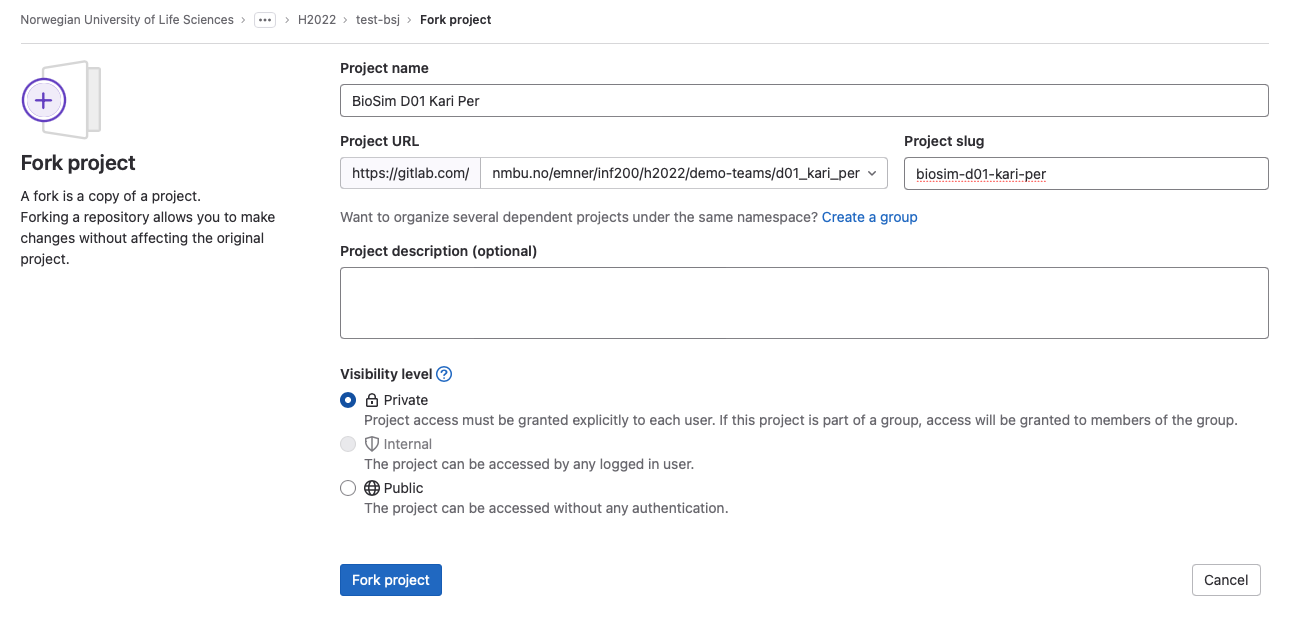 Norwegian University of Life Sciences › ••• › H2022 › test-bsj › Fork project
Fork project
A fork is a copy of a project.
Forking a repository allows you to make
changes without affecting the original
project.
Project name
BioSim D01 Kari Per
Project URL
https://gitlab.com/ nmbu.no/emner/inf200/h2022/demo-teams/d01_kari_per
Project slug
biosim-d01-kari-per
Want to organize several dependent projects under the same namespace? Create a group
Project description (optional)
Visibility level ?
Private
Project access must be granted explicitly to each user. If this project is part of a group, access will be granted to members of the group.
Internal
The project can be accessed by any logged in user.
Public
The project can be accessed without any authentication.
Fork project Cancel